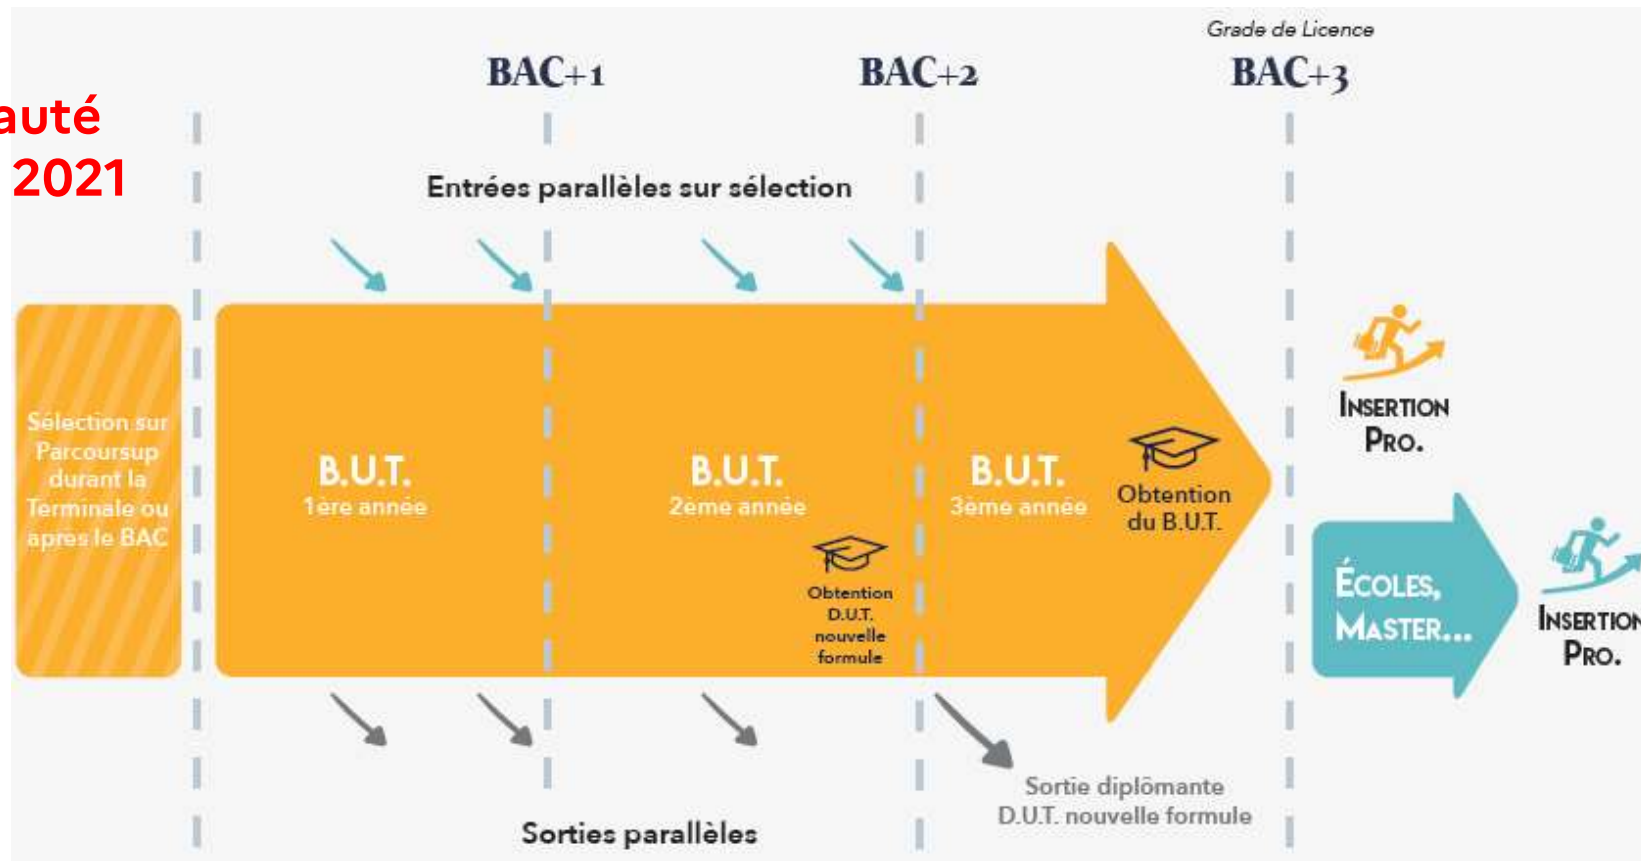 Grade de Licence
BAC+1
BAC+2
BAC+3
2021
Entrées parallèles sur sélection
Sélection sur
Parcoursup
durant la
Terminale ou
après le BAC
B.U.T.
1ère année
B.U.T.
2ème année
Obtention
D.U.T.
nouvelle
formule
B.U.T.
3ème année
Obtention
du B.U.T.
INSERTION
PRO.
ÉCOLES,
MASTER...
INSERTION
PRO.
Sortie diplômante
D.U.T. nouvelle formule
Sorties parallèles